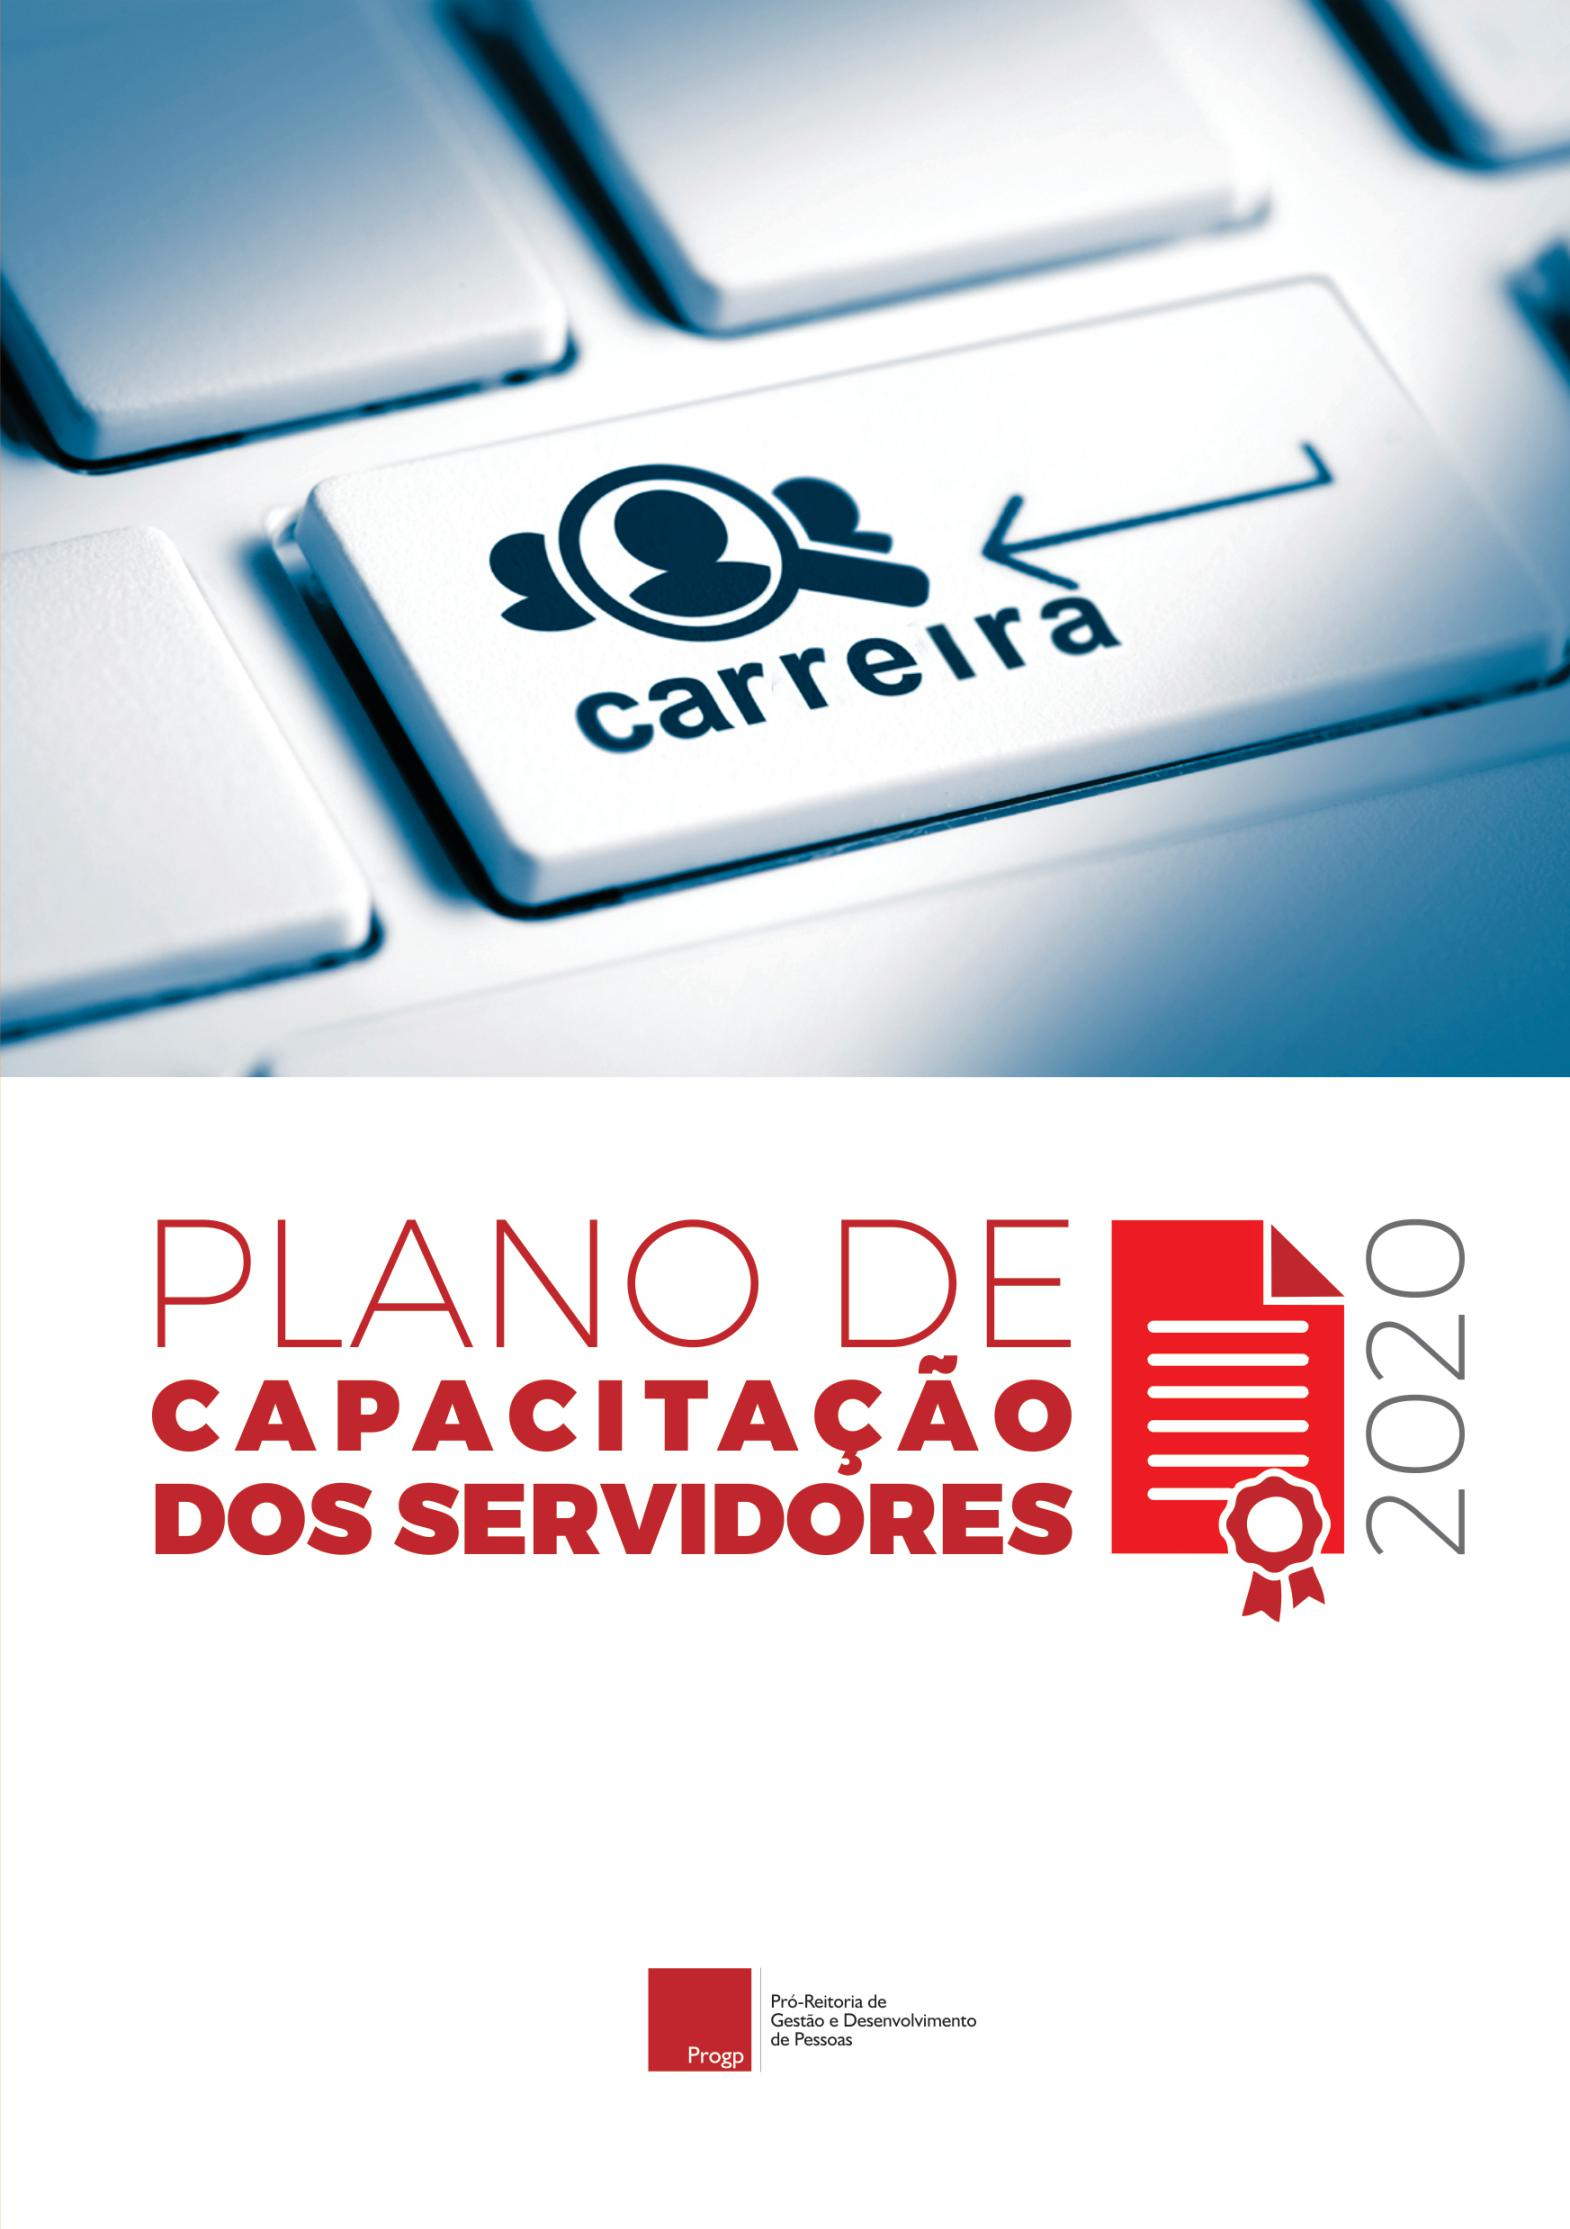 carreira
PLANO DE
CAPACITAÇÃO
DOS SERVIDORES
2020
Progp
Pró-Reitoria de
Gestão e Desenvolvimento
de Pessoas